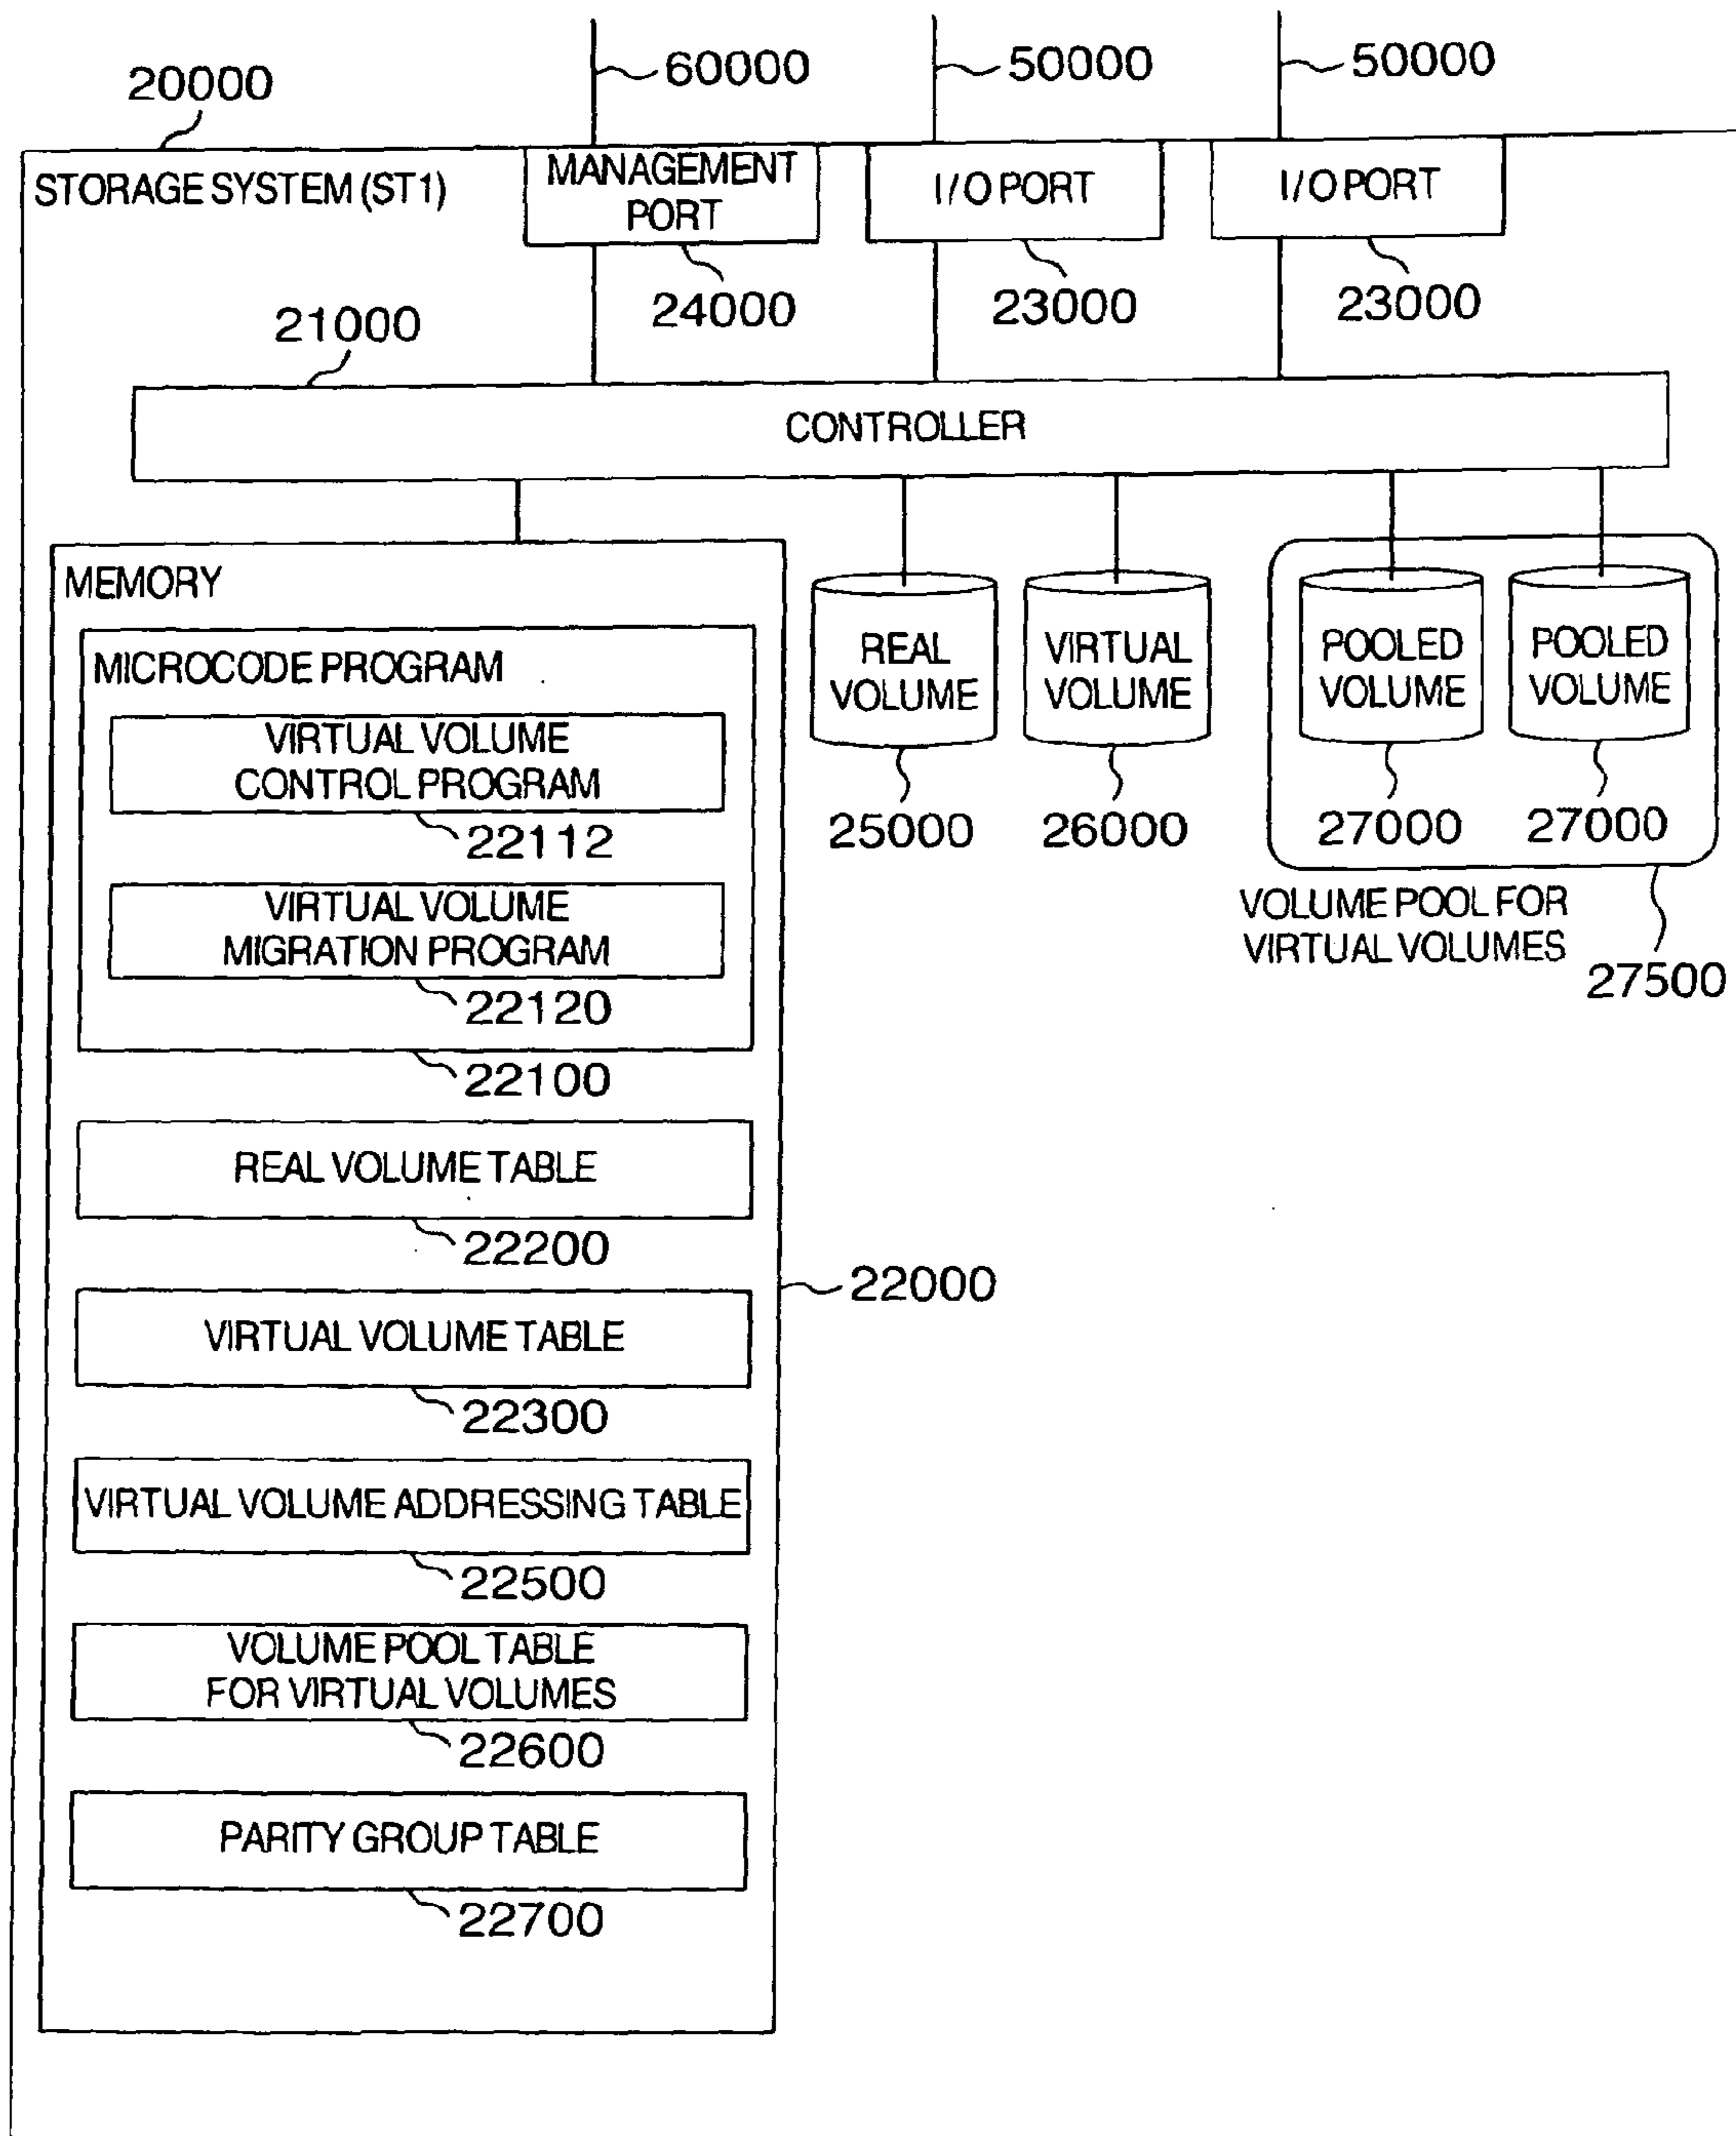 60000
50000
50000
20000
STORAGE SYSTEM (ST1)
MANAGEMENT
PORT
I/O PORT
I/O PORT
24000
23000
23000
21000
CONTROLLER
MEMORY
MICROCODE PROGRAM
VIRTUAL VOLUME
CONTROL PROGRAM
22112
VIRTUAL VOLUME
MIGRATION PROGRAM
22120
22100
REAL VOLUME TABLE
22200
VIRTUAL VOLUME TABLE
22300
VIRTUAL VOLUME ADDRESSING TABLE
22500
VOLUME POOL TABLE
FOR VIRTUAL VOLUMES
22600
PARITY GROUP TABLE
22700
22000
REAL
VOLUME
25000
VIRTUAL
VOLUME
26000
POOLED
VOLUME
27000
POOLED
VOLUME
27000
VOLUME POOL FOR
VIRTUAL VOLUMES
27500